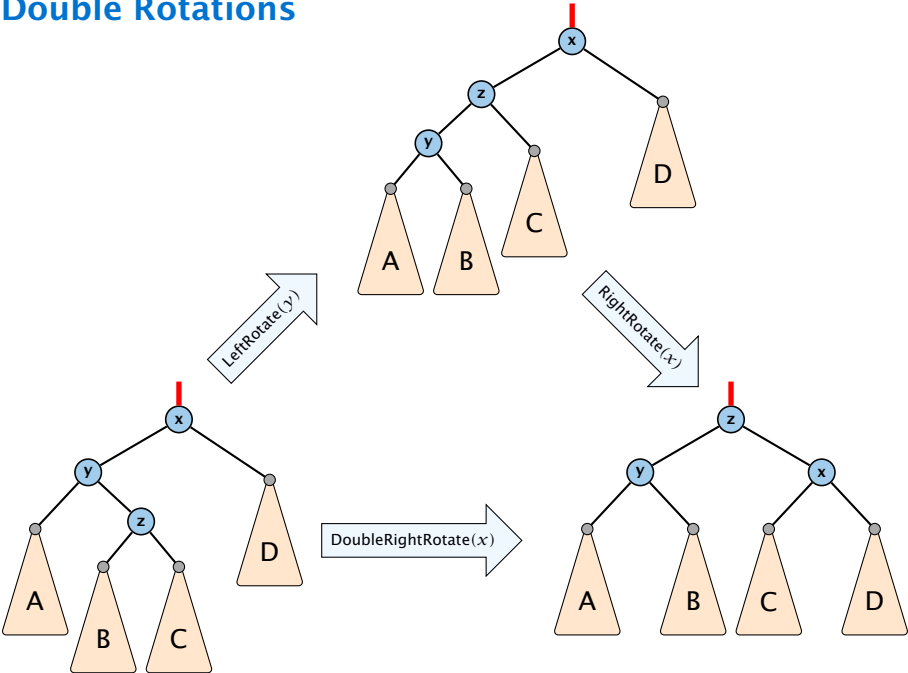 Double Rotations
x
z
y
A
B
C
D
LeftRotate(y)
RightRotate(x)
x
y
z
A
B
C
D
DoubleRightRotate(x)
z
y
x
A
B
C
D